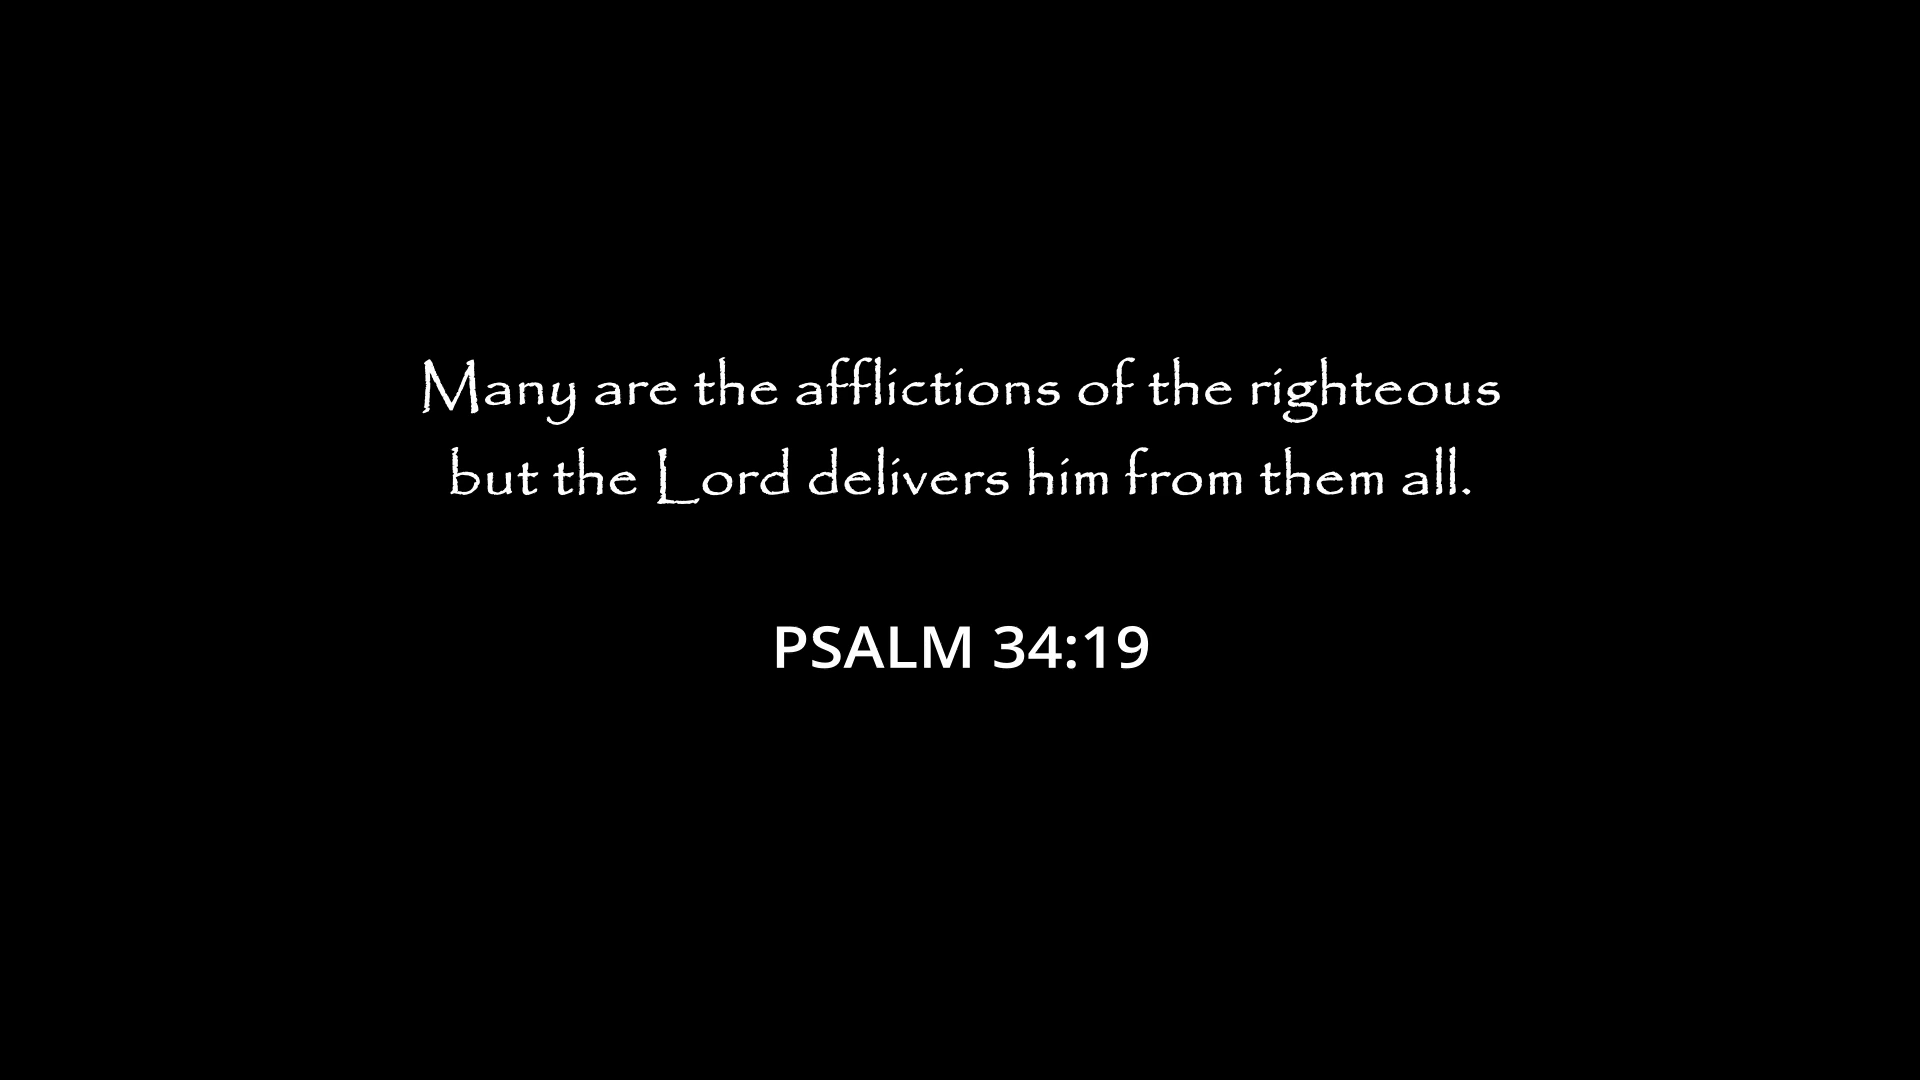 Many are the afflictions of the righteous
but the Lord delivers him from them all.
PSALM 34:19